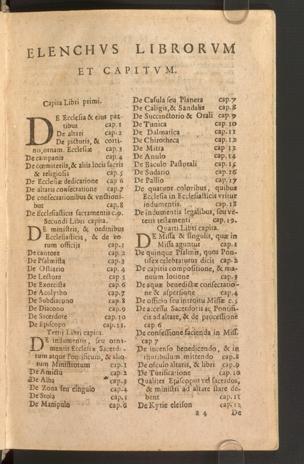 ELENCHVS LIBRORVM
ET CAPITVM.
Capita Libri primi.
DE Ecclesia & eius partibus cap.1
De altari cap.2
De picturis, & cortino, ornam. Ecclesiæ cap.3
De campanis cap.4
De cœmeteriis, & aliis locis sacris
& religiosis cap.5
De Ecclesiæ dedicatione cap.6
De altaris consecratione cap.7
De consecrationibus & vnctionibus cap.8
De Ecclesiasticis sacramentis c.9.
Secundi Libri capita.
DE ministris, & ordinibus
Ecclesiasticis, & de eorum officiis cap.1
De cantore cap.2
De Psalmista cap.3
De Ostiario cap.4
De Lectore cap.5
De Exorcista cap.6
De Acolytho cap.7
De Subdiacono cap.8
De Diacono cap.9
De Sacerdote cap.10
De Episcopo cap.11.
Tertij Libri capita.
DE indumentis, seu ornamentis
Ecclesiæ Sacerdotum atque Pontificum, & aliorum
Ministrorum cap.1
De Amictu cap.2
De Alba cap.3
De Zona seu cingulo cap.4
De Stola cap.5
De Manipulo cap.6
De Casula seu Planeta cap.7
De Caligis, & Sandaliis cap.8
De Succinctorio & Orali cap.9
De Tunica cap.10
De Dalmatica cap.11
De Chirotheca cap.12
De Mitra cap.13
De Anulo cap.14
De Baculo Pastorali cap.15
De Sudario cap.16
De Pallio cap.17
De quatuor coloribus, quibus
Ecclesia in Ecclesiasticis vtitur
indumentis. cap.18
De indumentis legalibus, seu veteris
testamenti cap.19.
Quarti Libri capita.
DE Missa & singulis, quæ in
Missa aguntur cap.1
De quinque Psalmis, quos Pontifex
celebraturus dicit cap.2
De capitis compositione, & manuum
lotione cap.3
De aquæ benedictæ consecratione
& aspersione cap.4
De officio seu introitu Missæ c.5
De accessu Sacerdotis ac Pontificis
ad altare, & de processione
cap.6
De confessione facienda in Miss.
cap.7
De incenso benedicendo, & in
thuribulum mittendo cap.8
De osculo altaris, & libri cap.9
De Turificatione cap.10
Qualiter Episcopus vel sacerdos,
& ministri ad altare stare debent
cap.11
De Kyrie eleison cap.12
a 4 De